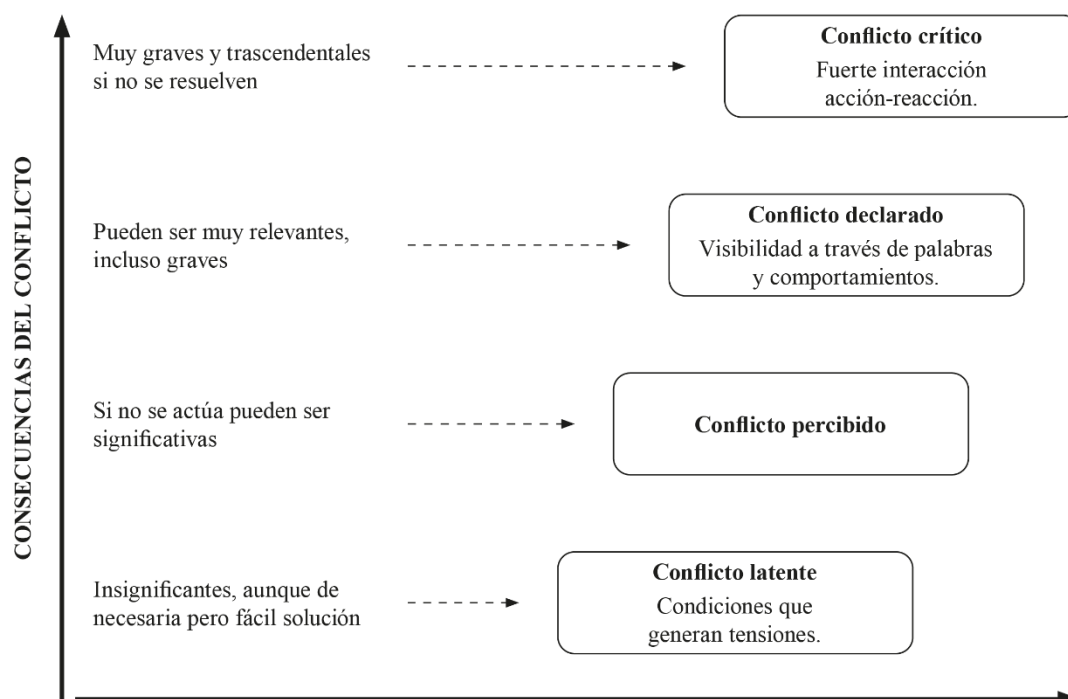 Muy graves y trascendentales
si no se resuelven
Conflicto crítico
Fuerte interacción
acción-reacción.
Pueden ser muy relevantes,
incluso graves
Conflicto declarado
Visibilidad a través de palabras
y comportamientos.
Si no se actúa pueden ser
significativas
Conflicto percibido
Insignificantes, aunque de
necesaria pero fácil solución
Conflicto latente
Condiciones que
generan tensiones.
CONSECUENCIAS DEL CONFLICTO